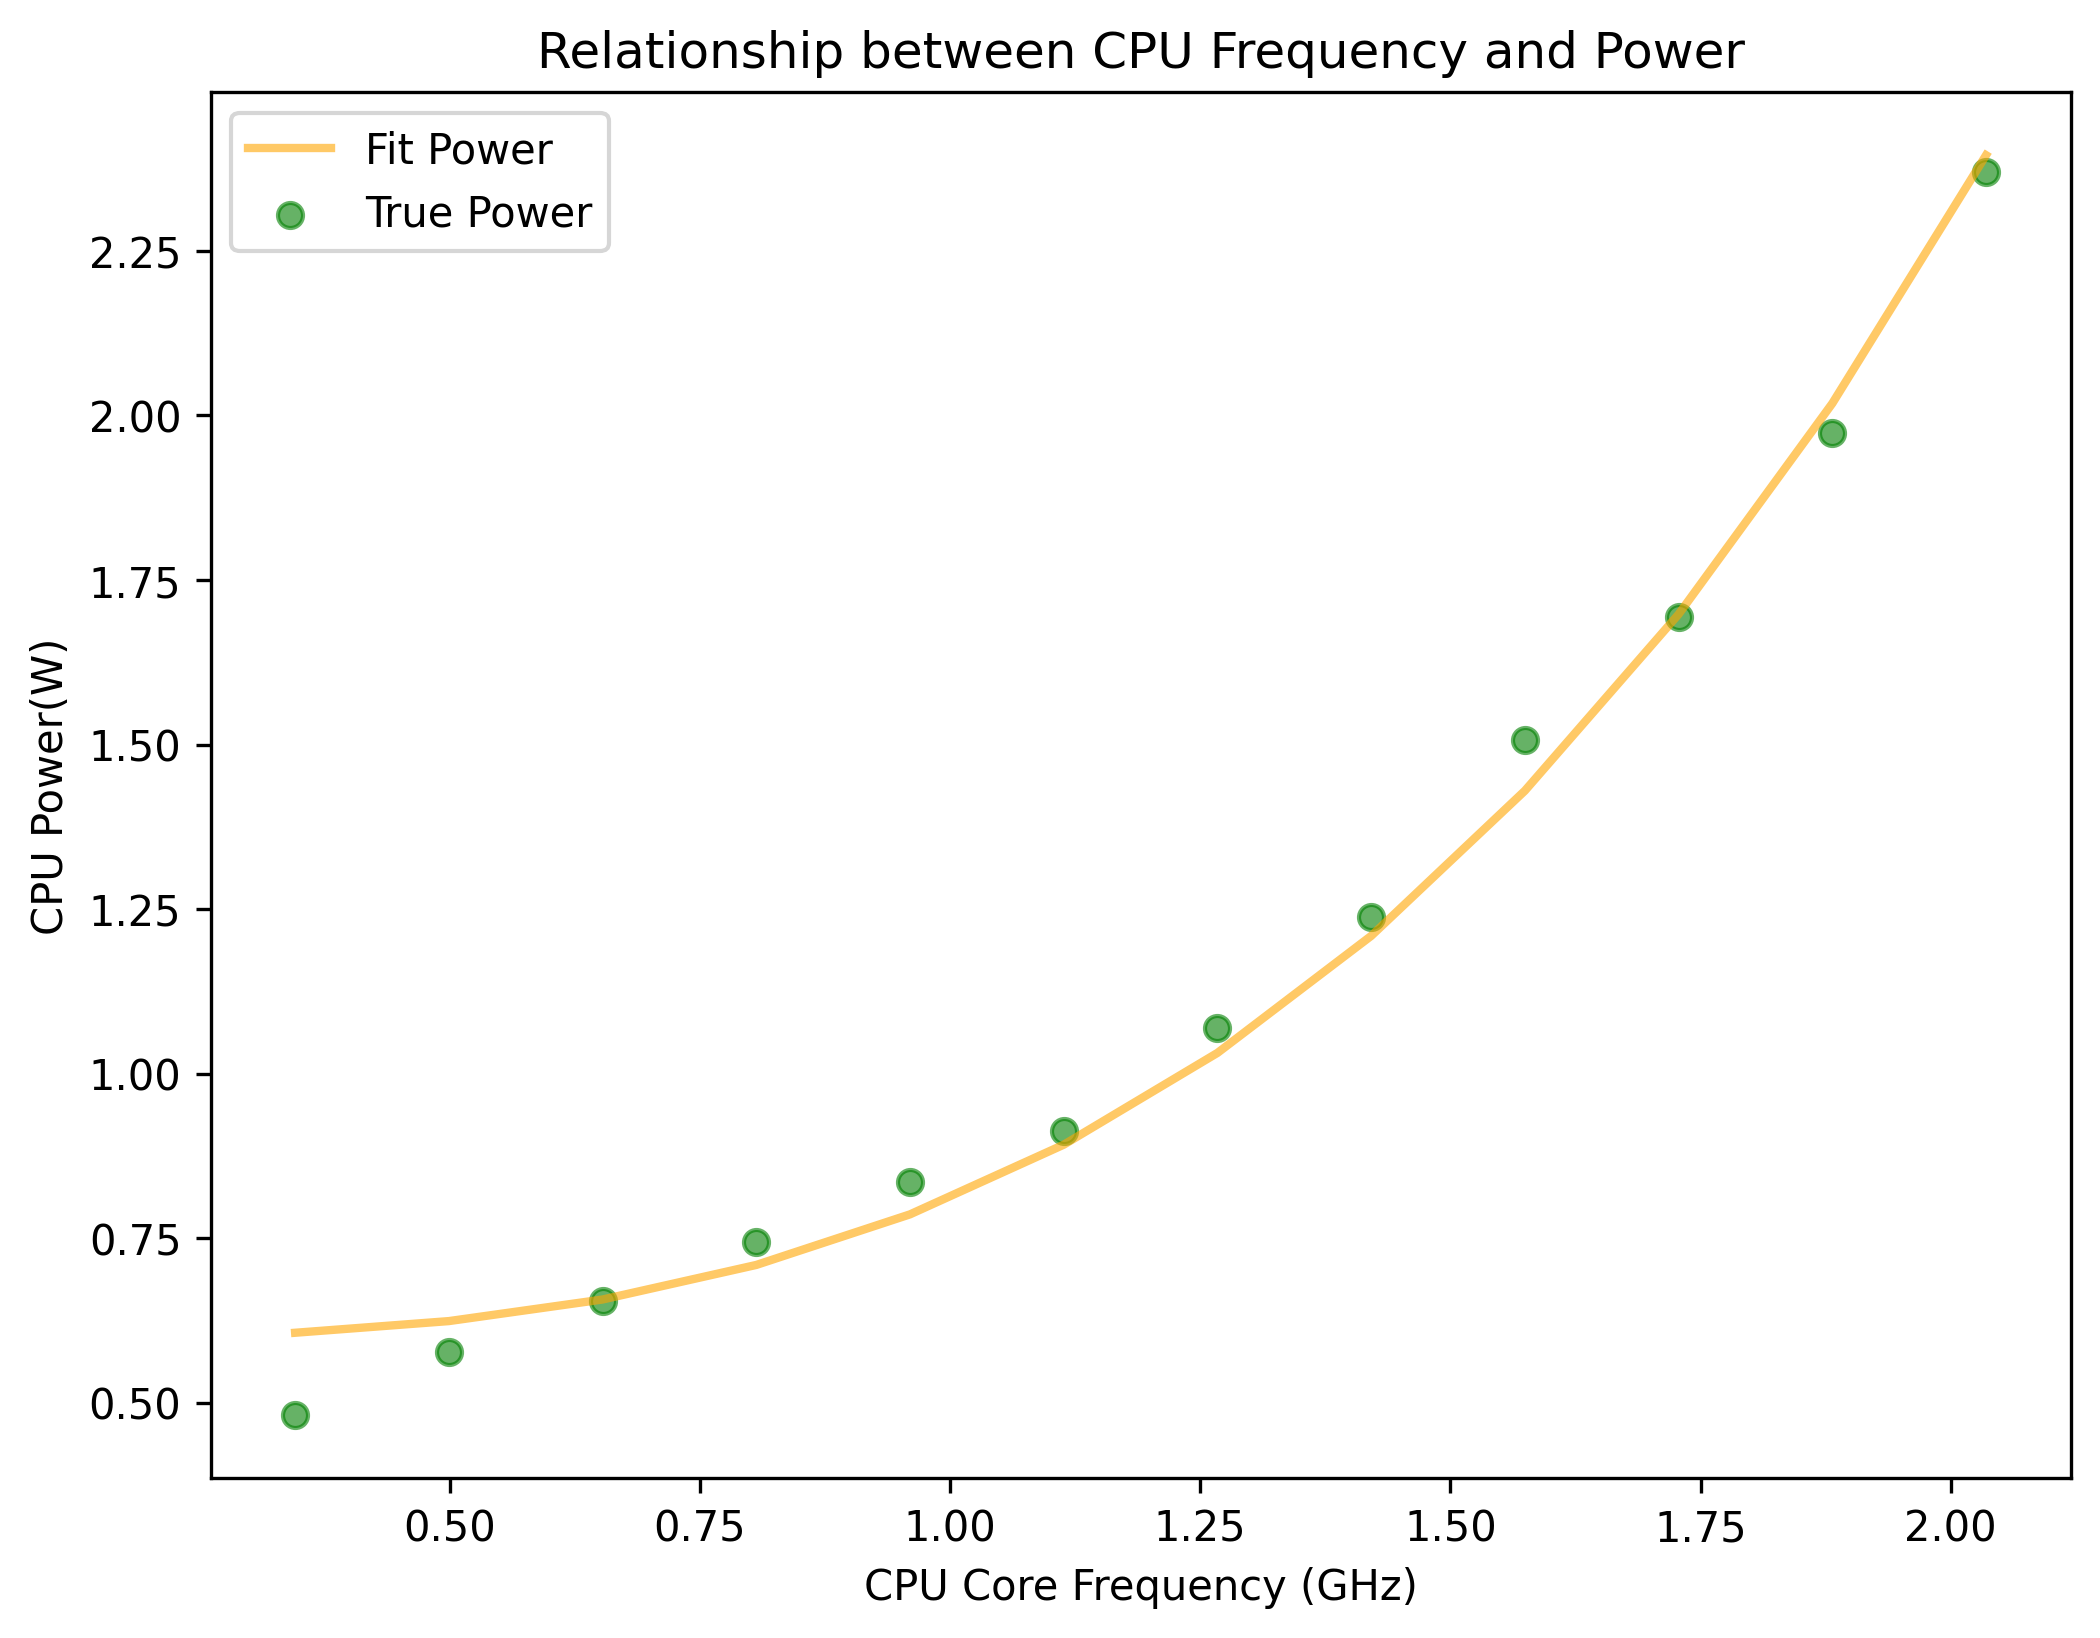 Relationship between CPU Frequency and Power
Fit Power
True Power
2.25
2.00
1.75
1.50
1.25
1.00
0.75
0.50
CPU Power(W)
0.50 0.75 1.00 1.25 1.50 1.75 2.00
CPU Core Frequency (GHz)